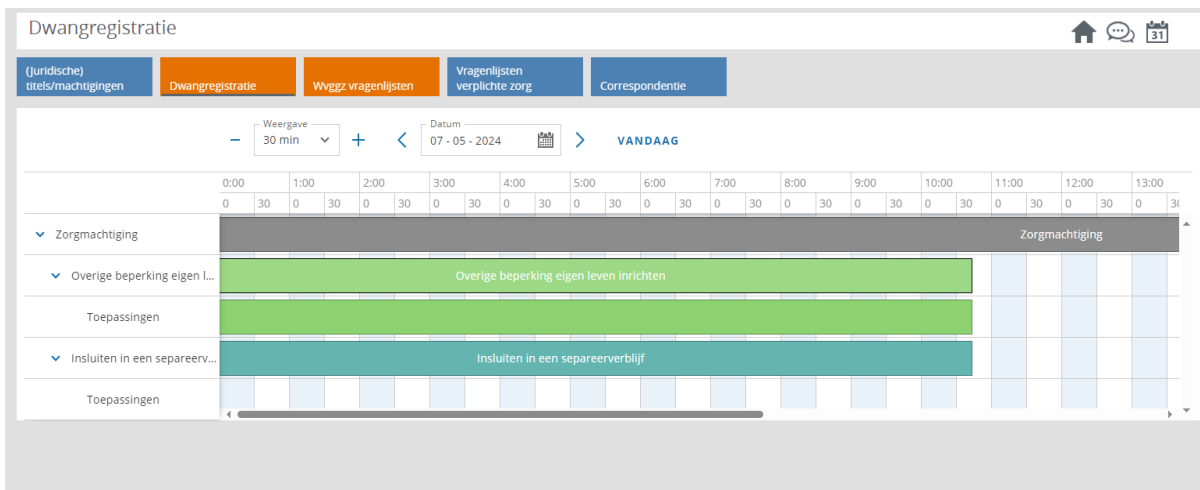 Dwangregistratie
31
(Juridische)
titels/machtigingen
Dwangregistratie
Wvggz vragenlijsten
Vragenlijsten
verplichte zorg
Correspondentie
Weergave
30 min
Datum
07 - 05 - 2024
VANDAAG
0:00 1:00 2:00 3:00 4:00 5:00 6:00 7:00 8:00 9:00 10:00 11:00 12:00 13:00
0 30 0 30 0 30 0 30 0 30 0 30 0 30 0 30 0 30 0 30 0 30 0 30 0 30 0 30
Zorgmachtiging Zorgmachtiging
Overige beperking eigen l... Overige beperking eigen leven inrichten
Toepassingen
Insluiten in een separeerv... Insluiten in een separeerverblijf
Toepassingen